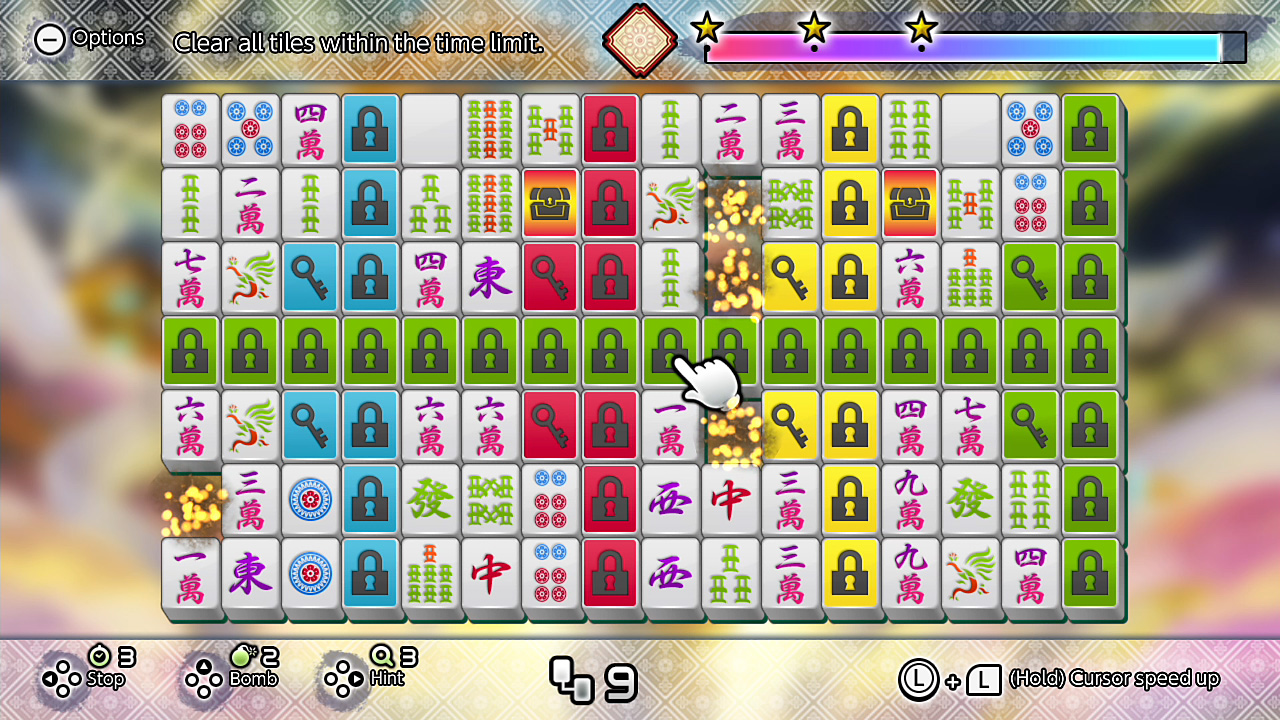 Options
Clear all tiles within the time limit.
四萬 二萬 三萬
二萬
七萬 四萬 東 六萬
六萬 六萬 六萬 一萬 四萬 七萬
三萬 發 西 中 三萬 九萬 發
一萬 東 中 西 三萬 九萬 四萬
3 2 3 9
Stop Bomb Hint L + L (Hold) Cursor speed up